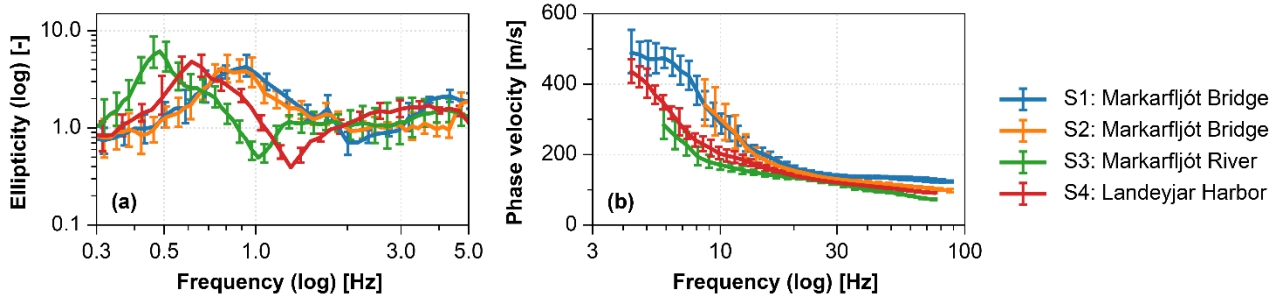 Ellipticity (log) [-]
10.0
1.0
0.1
(a)
0.3
0.5
1.0
3.0
5.0
Frequency (log) [Hz]
Phase velocity [m/s]
600
400
200
0
(b)
3
10
30
100
Frequency (log) [Hz]
S1: Markarfljót Bridge
S2: Markarfljót Bridge
S3: Markarfljót River
S4: Landeyjar Harbor